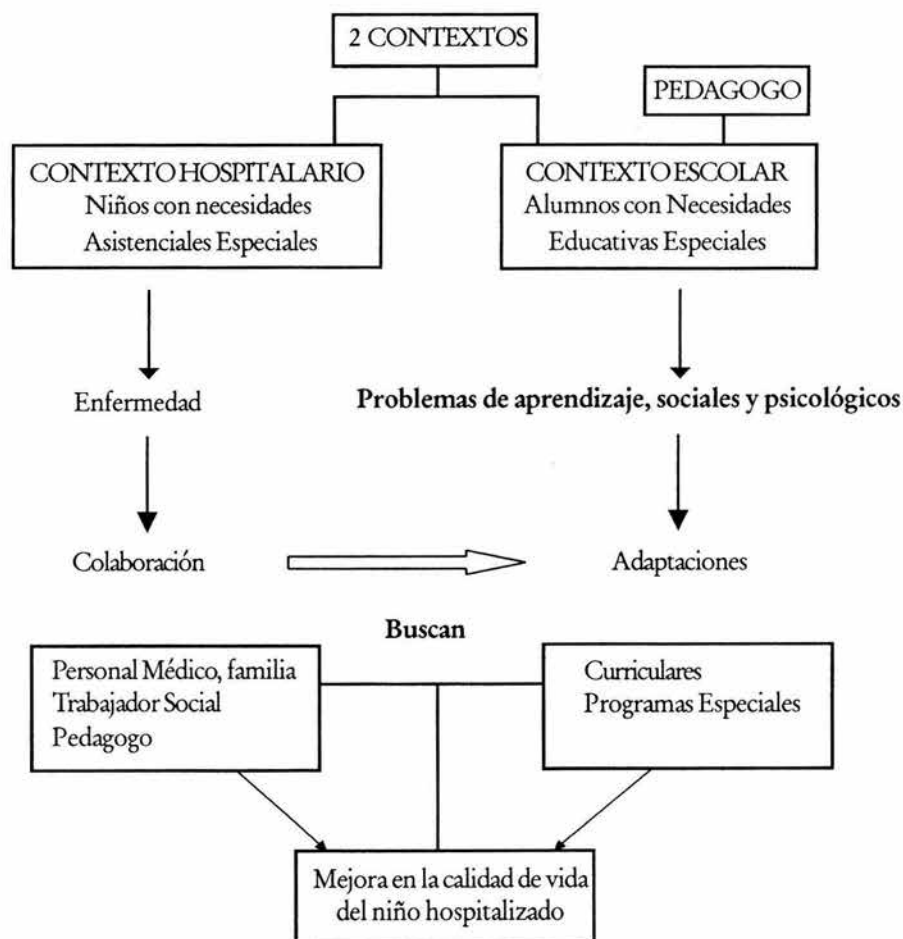 2 CONTEXTOS
PEDAGOGO
CONTEXTO HOSPITALARIO
Niños con necesidades
Asistenciales Especiales
CONTEXTO ESCOLAR
Alumnos con Necesidades
Educativas Especiales
Enfermedad
Problemas de aprendizaje, sociales y psicológicos
Colaboración
Adaptaciones
Buscan
Personal Médico, familia
Trabajador Social
Pedagogo
Curriculares
Programas Especiales
Mejora en la calidad de vida
del niño hospitalizado